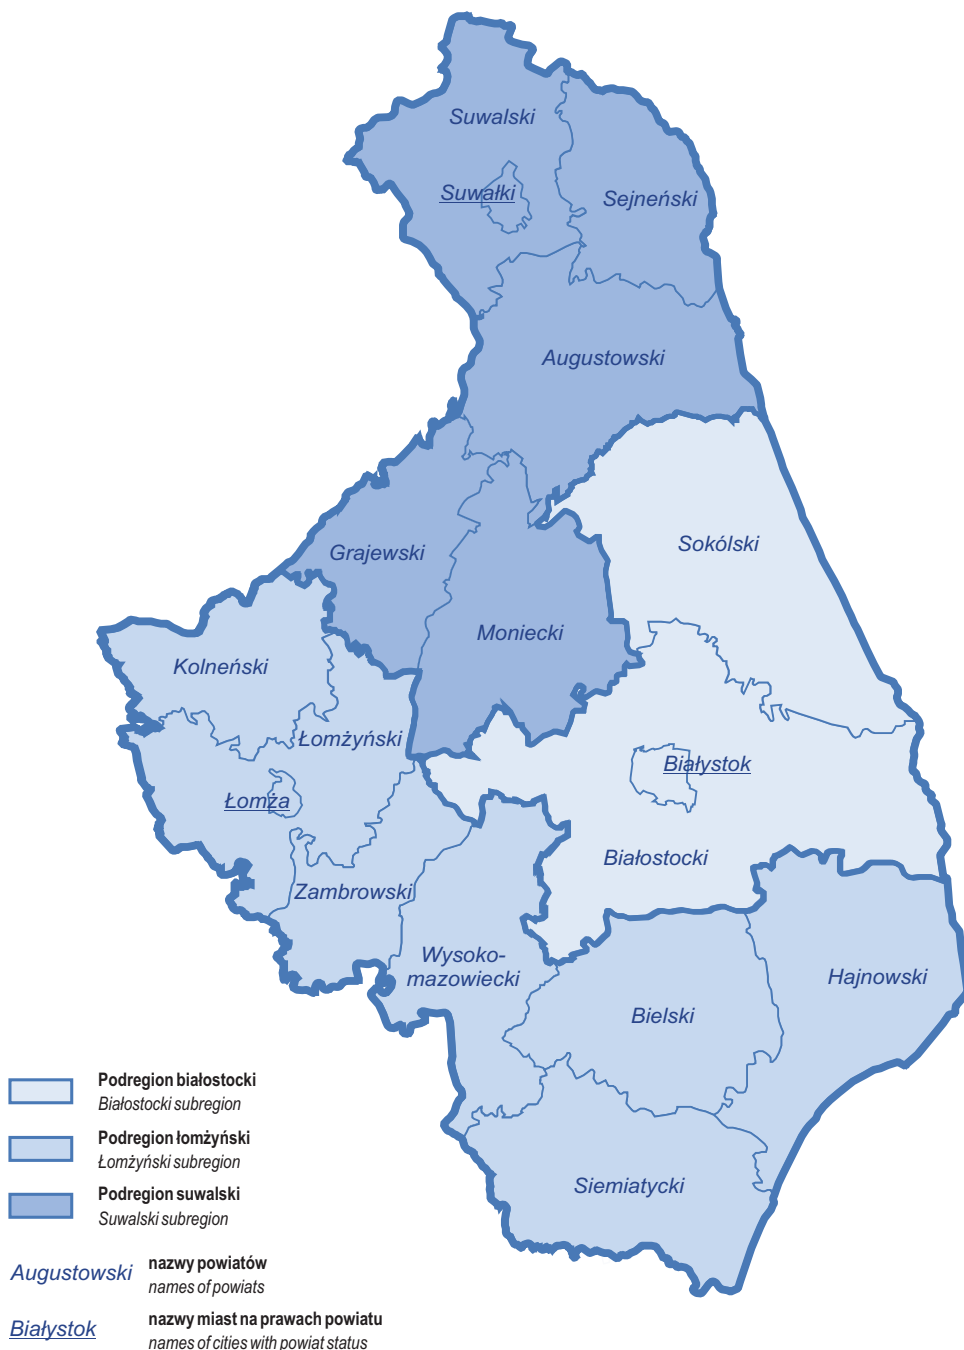 Suwalski
Suwałki
Sejneński
Augustowski
Sokólski
Grajewski
Moniecki
Kolneński
Łomżyński
Białystok
Łomża
Białostocki
Zambrowski
Wysoko-
mazowiecki
Hajnowski
Bielski
Siemiatycki
Podregion białostocki
Białostocki subregion
Podregion łomżyński
Łomżyński subregion
Podregion suwalski
Suwalski subregion
Augustowski nazwy powiatów
names of powiats
Białystok nazwy miast na prawach powiatu
names of cities with powiat status